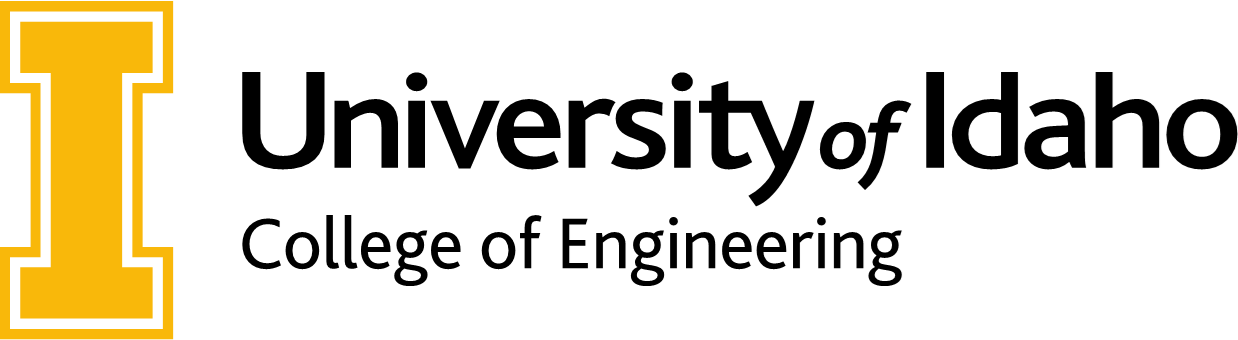 I
University of Idaho
College of Engineering